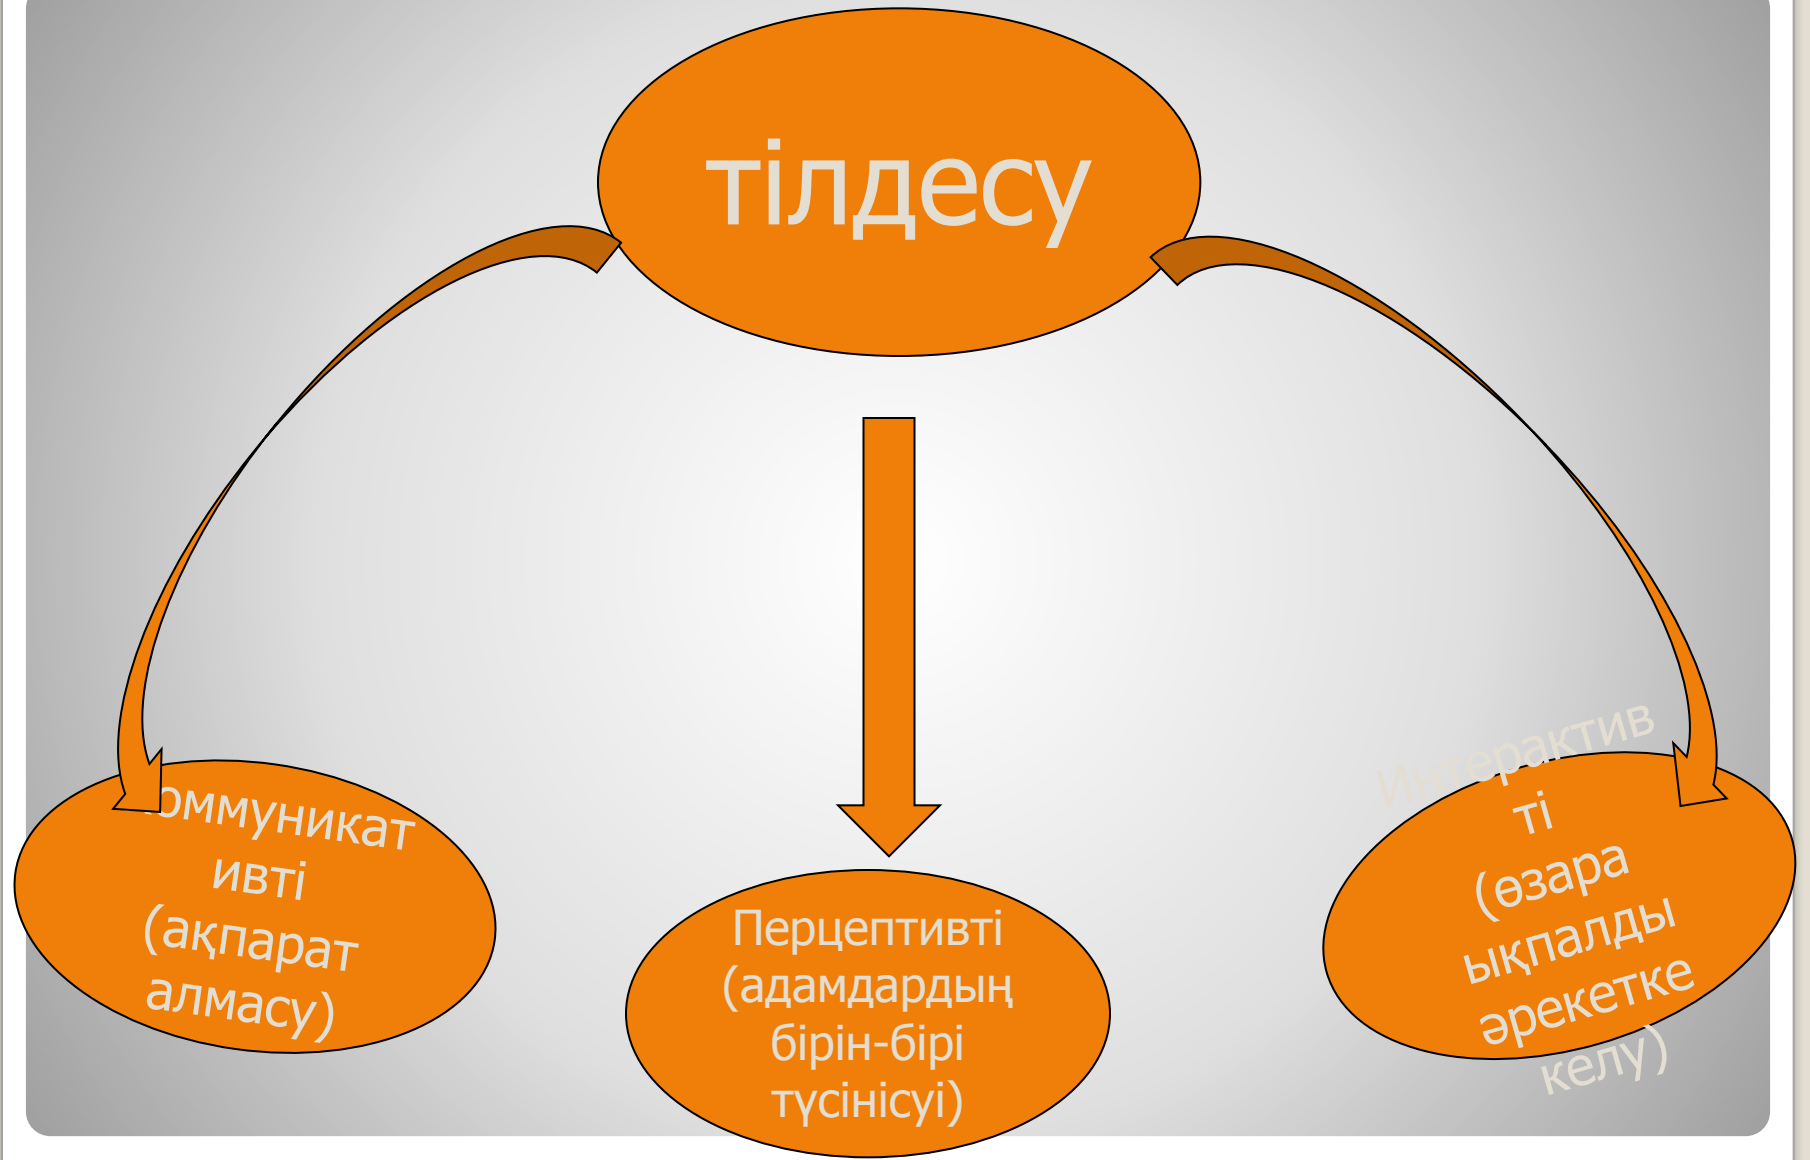 тілдесу
оммуникат
ивті
(ақпарат
алмасу)
Перцептивті
(адамдардың
бірін-бірі
түсінісуі)
Интерактив
ті
(өзара
ықпалды
әрекетке
келу)